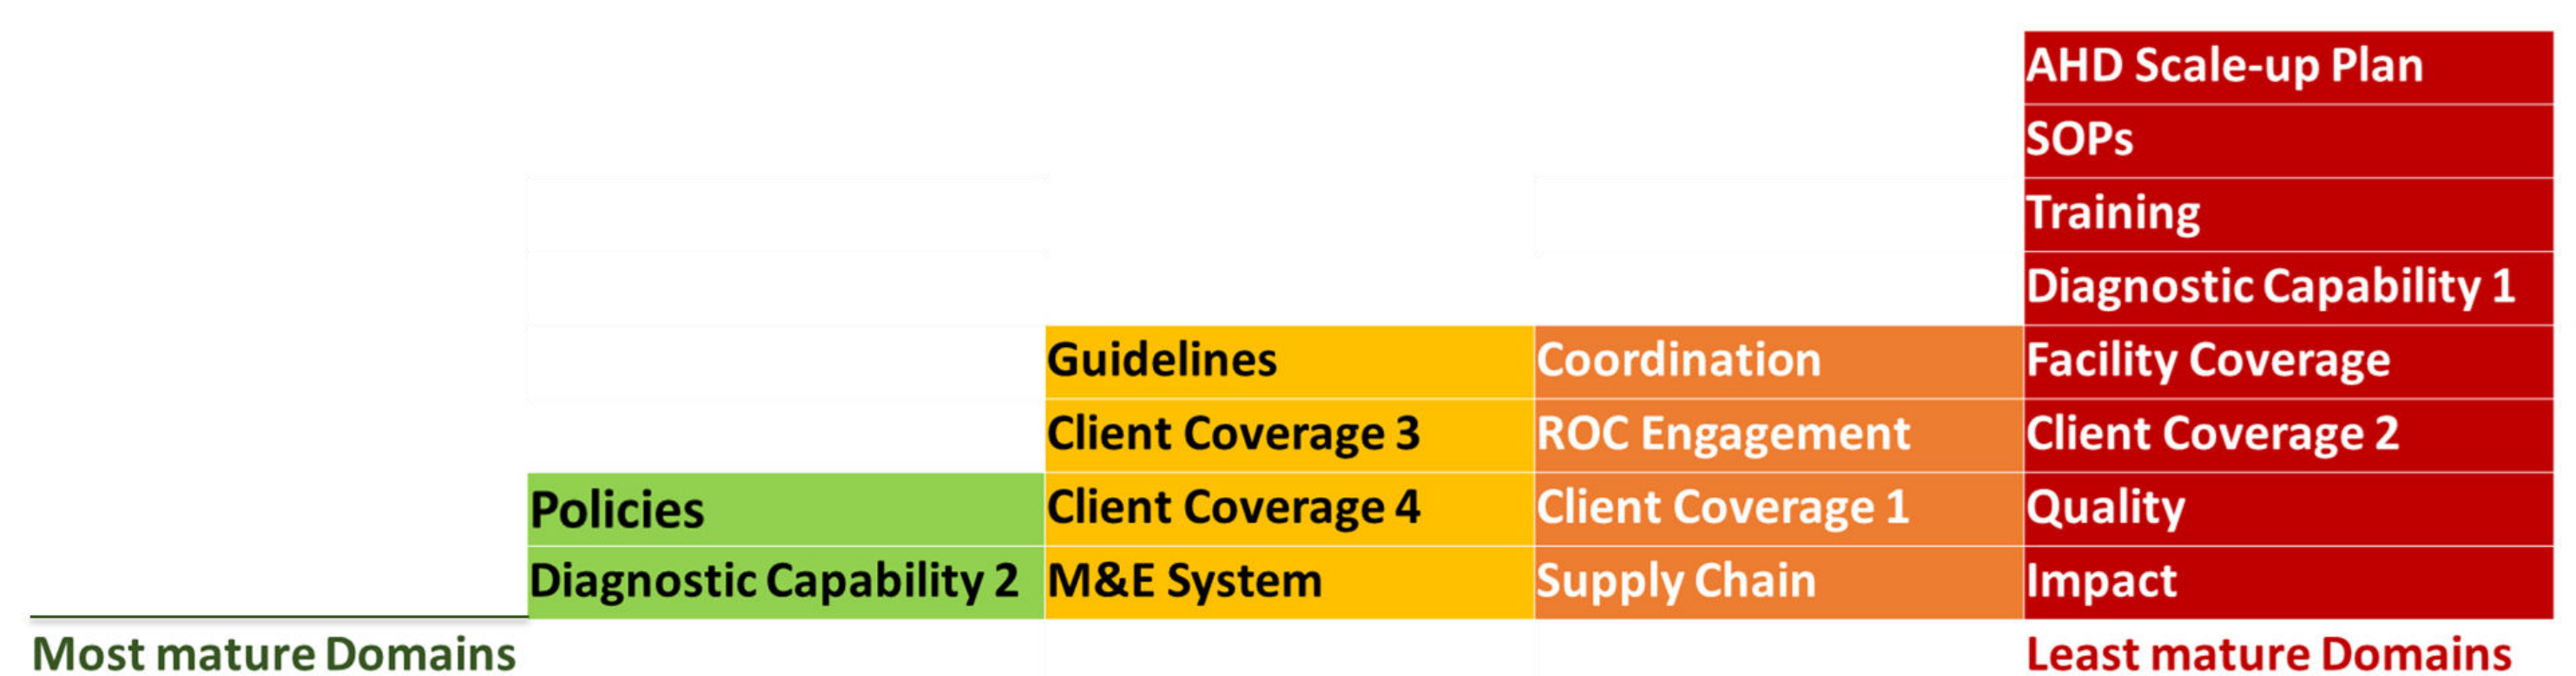 AHD Scale-up Plan
SOPs
Training
Diagnostic Capability 1
Guidelines Coordination Facility Coverage
Client Coverage 3 ROC Engagement Client Coverage 2
Policies Client Coverage 4 Client Coverage 1 Quality
Diagnostic Capability 2 M&E System Supply Chain Impact
Most mature Domains Least mature Domains